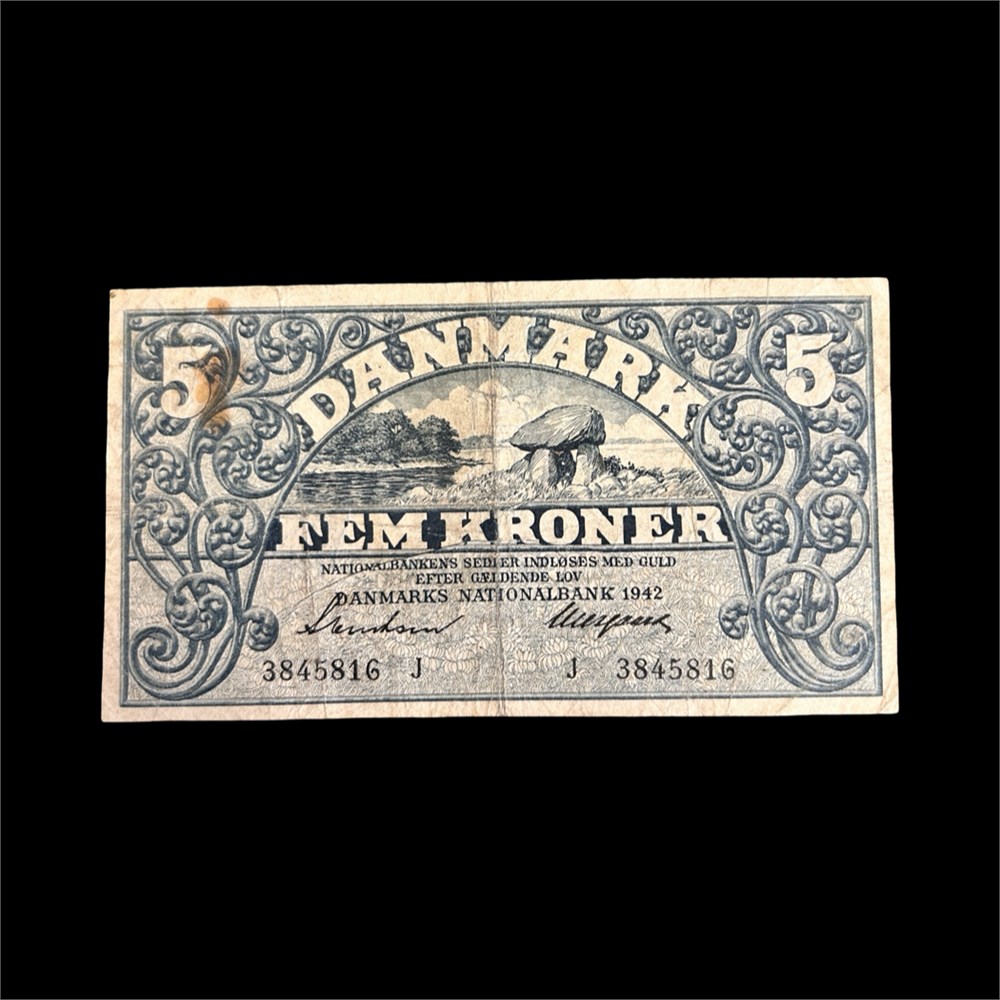 5 5
DANMARK
FEM KRONER
NATIONALBANKENS SEDLER INDLØSES MED GULD
EFTER GÆLDENDE LOV
DANMARKS NATIONALBANK 1942
3845816 J J 3845816